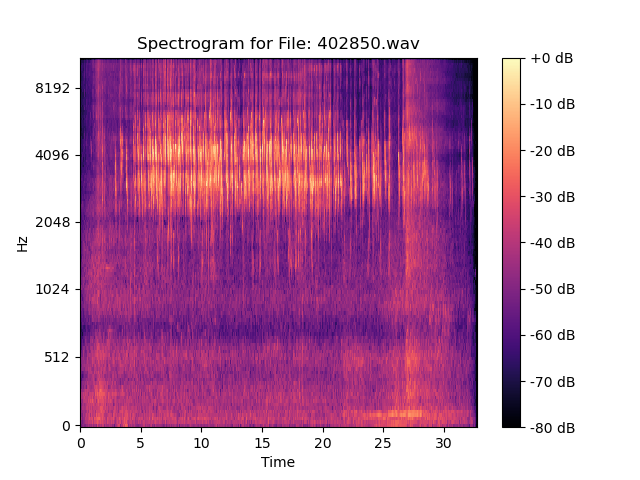 Spectrogram for File: 402850.wav
Hz
8192
4096
2048
1024
512
0
0 5 10 15 20 25 30
Time
+0 dB
-10 dB
-20 dB
-30 dB
-40 dB
-50 dB
-60 dB
-70 dB
-80 dB